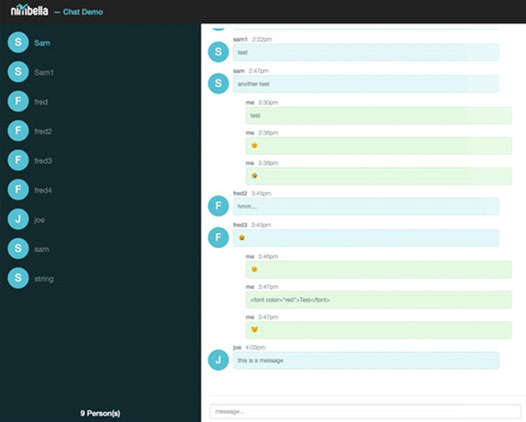 nimbella — Chat Demo
S Sam
S Sam1
F fred
F fred2
F fred3
F fred4
J joe
S sam
S string
9 Person(s)
sam1 2:22pm
S test
sam 2:47pm
S another test
me 3:30pm
test
me 3:36pm
me 3:38pm
fred2 3:45pm
F hmm....
fred3 3:45pm
F
me 3:46pm
me 3:47pm
<font color="red">Test</font>
me 3:47pm
joe 4:03pm
J this is a message
message...